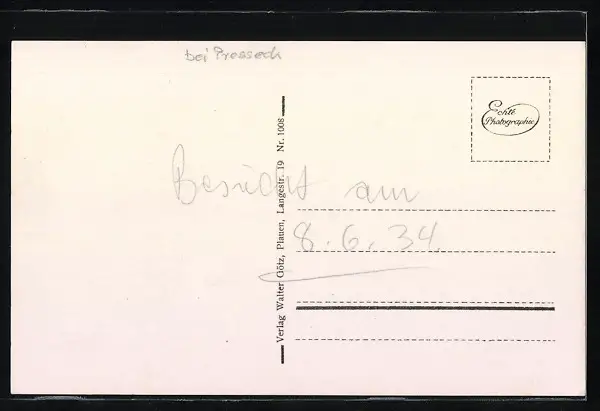 bei Presseck
Echte
Photographie
Besucht am
8. 6. 34.
Verlag Walter Götz, Plauen, Langestr. 19 Nr. 1008